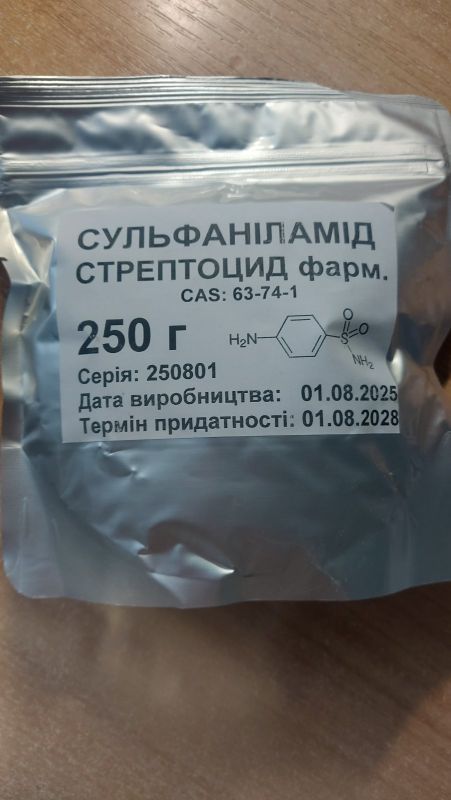 СУЛЬФАНІЛАМІД
СТРЕПТОЦИД фарм.
CAS: 63-74-1
250 г
H₂N
S
O
O
NH₂
Серія: 250801
Дата виробництва: 01.08.2025
Термін придатності: 01.08.2028